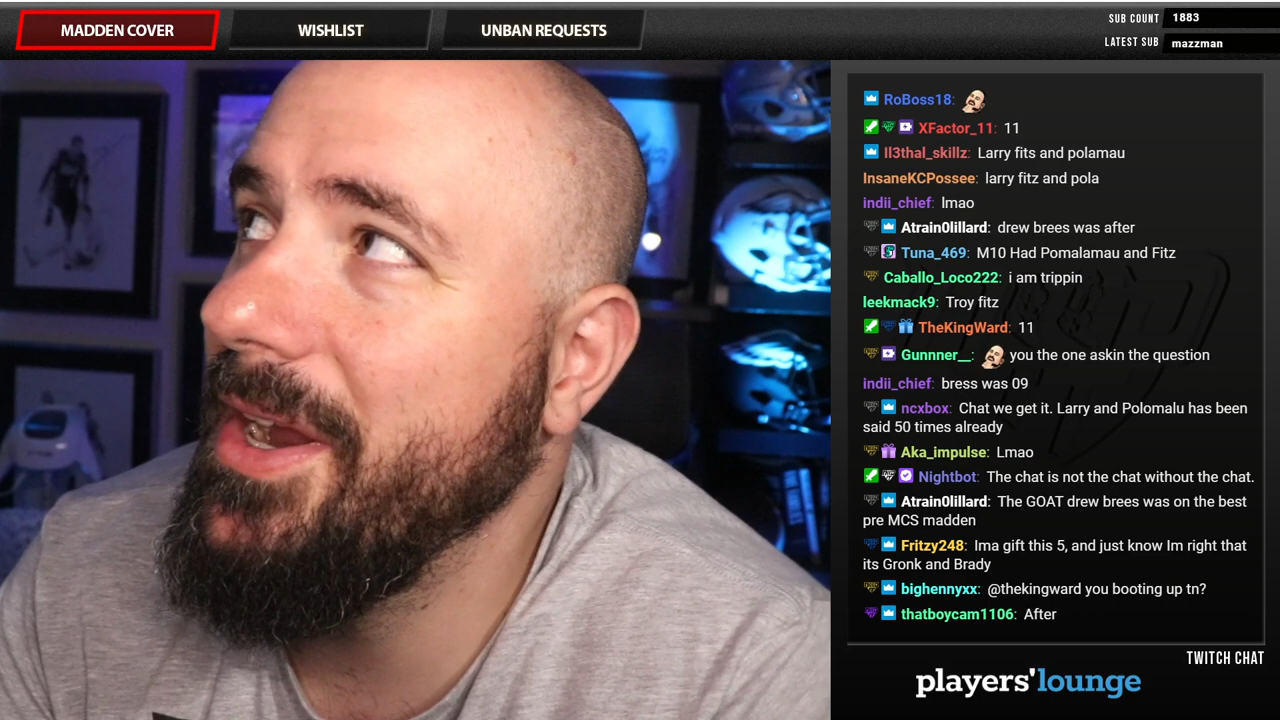 MADDEN COVER
WISHLIST
UNBAN REQUESTS
SUB COUNT 1883
LATEST SUB mazzman
RoBoss18:
XFactor_11: 11
Il3thal_skillz: Larry fits and polamau
InsaneKCPossee: larry fitz and pola
indii_chief: lmao
Atrain0lillard: drew brees was after
Tuna_469: M10 Had Pomalamau and Fitz
Caballo_Loco222: i am trippin
leekmack9: Troy fitz
TheKingWard: 11
Gunnner__: you the one askin the question
indii_chief: bress was 09
ncxbox: Chat we get it. Larry and Polomalu has been
said 50 times already
Aka_impulse: Lmao
Nightbot: The chat is not the chat without the chat.
Atrain0lillard: The GOAT drew brees was on the best
pre MCS madden
Fritzy248: Ima gift this 5, and just know Im right that
its Gronk and Brady
bighennyxx: @thekingward you booting up tn?
thatboycam1106: After
TWITCH CHAT
players'lounge